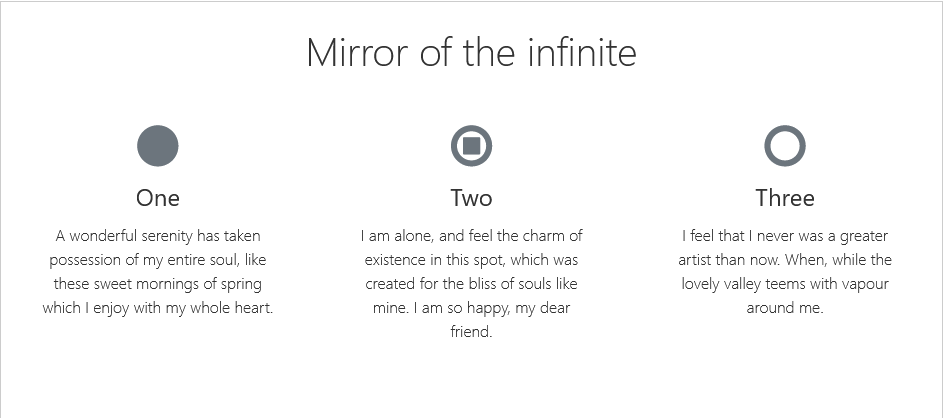 Mirror of the infinite
One
A wonderful serenity has taken
possession of my entire soul, like
these sweet mornings of spring
which I enjoy with my whole heart.
Two
I am alone, and feel the charm of
existence in this spot, which was
created for the bliss of souls like
mine. I am so happy, my dear
friend.
Three
I feel that I never was a greater
artist than now. When, while the
lovely valley teems with vapour
around me.